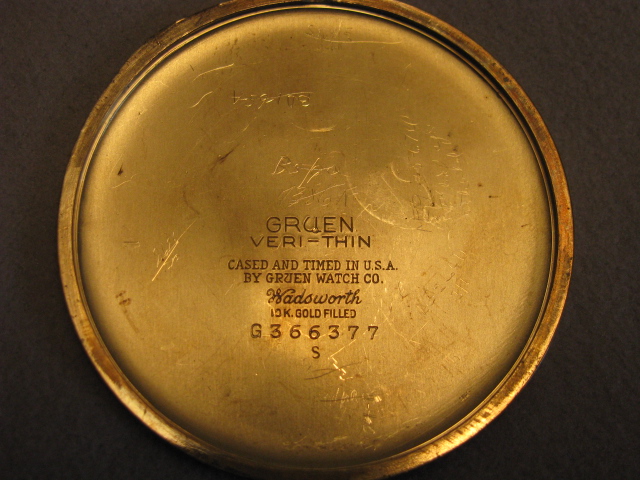 GRUEN
VERI=THIN
CASED AND TIMED IN U.S.A.
BY GRUEN WATCH CO.
Wadsworth
10K. GOLD FILLED
G366377
S